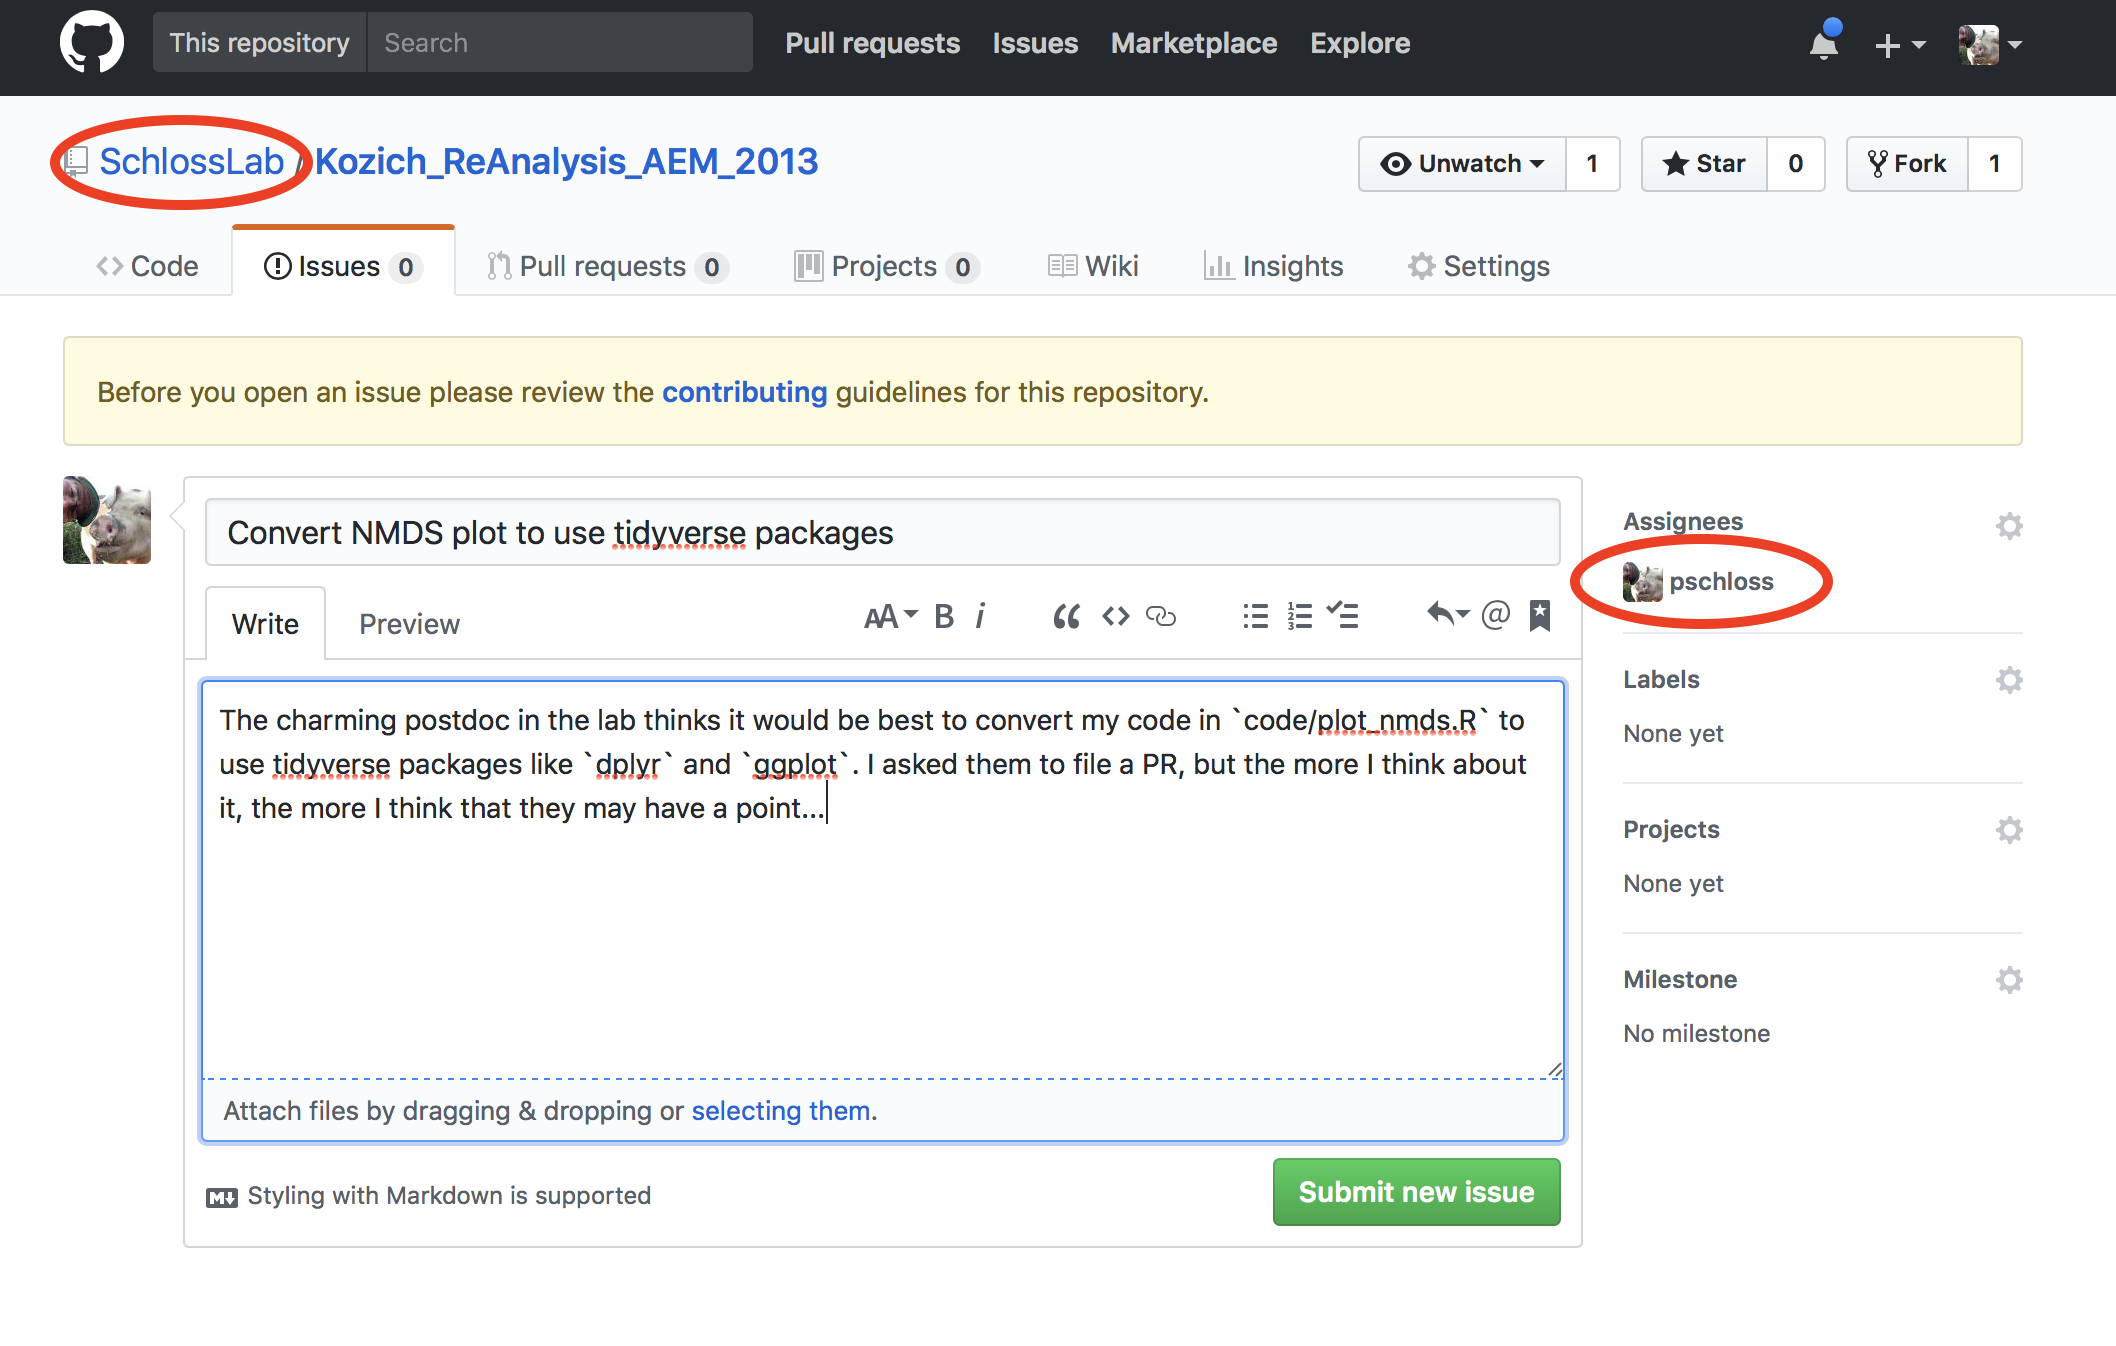 This repository Search Pull requests Issues Marketplace Explore
SchlossLab / Kozich_ReAnalysis_AEM_2013 Unwatch 1 Star 0 Fork 1
Code Issues 0 Pull requests 0 Projects 0 Wiki Insights Settings
Before you open an issue please review the contributing guidelines for this repository.
Convert NMDS plot to use tidyverse packages
Write Preview AA B i
The charming postdoc in the lab thinks it would be best to convert my code in `code/plot_nmds.R` to
use tidyverse packages like `dplyr` and `ggplot`. I asked them to file a PR, but the more I think about
it, the more I think that they may have a point...
Attach files by dragging & dropping or selecting them.
Styling with Markdown is supported
Submit new issue
Assignees
pschloss
Labels
None yet
Projects
None yet
Milestone
No milestone